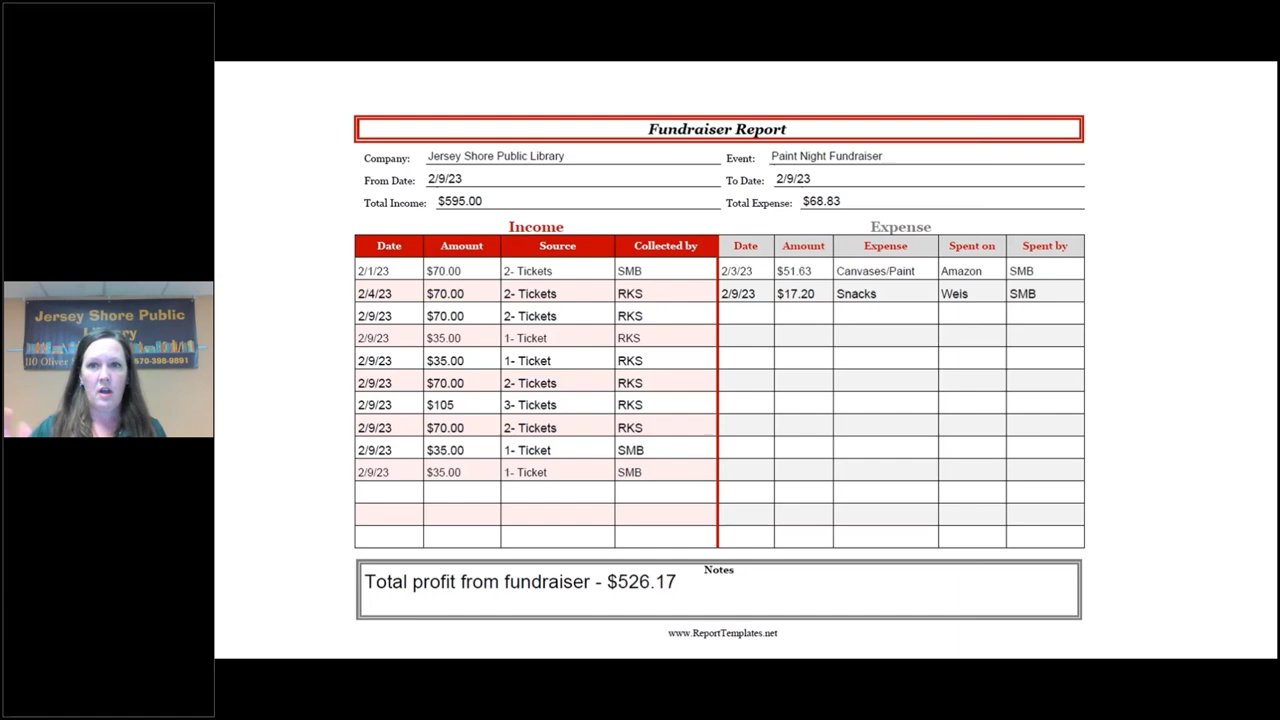 Jersey Shore Public
Library
110 Oliver
570-398-9891
Fundraiser Report
Company: Jersey Shore Public Library Event: Paint Night Fundraiser
From Date: 2/9/23 To Date: 2/9/23
Total Income: $595.00 Total Expense: $68.83
Income Expense
Date Amount Source Collected by Date Amount Expense Spent on Spent by
2/1/23 $70.00 2- Tickets SMB 2/3/23 $51.63 Canvases/Paint Amazon SMB
2/4/23 $70.00 2- Tickets RKS 2/9/23 $17.20 Snacks Weis SMB
2/9/23 $70.00 2- Tickets RKS
2/9/23 $35.00 1- Ticket RKS
2/9/23 $35.00 1- Ticket RKS
2/9/23 $70.00 2- Tickets RKS
2/9/23 $105 3- Tickets RKS
2/9/23 $70.00 2- Tickets RKS
2/9/23 $35.00 1- Ticket SMB
2/9/23 $35.00 1- Ticket SMB
Notes
Total profit from fundraiser - $526.17
www.ReportTemplates.net